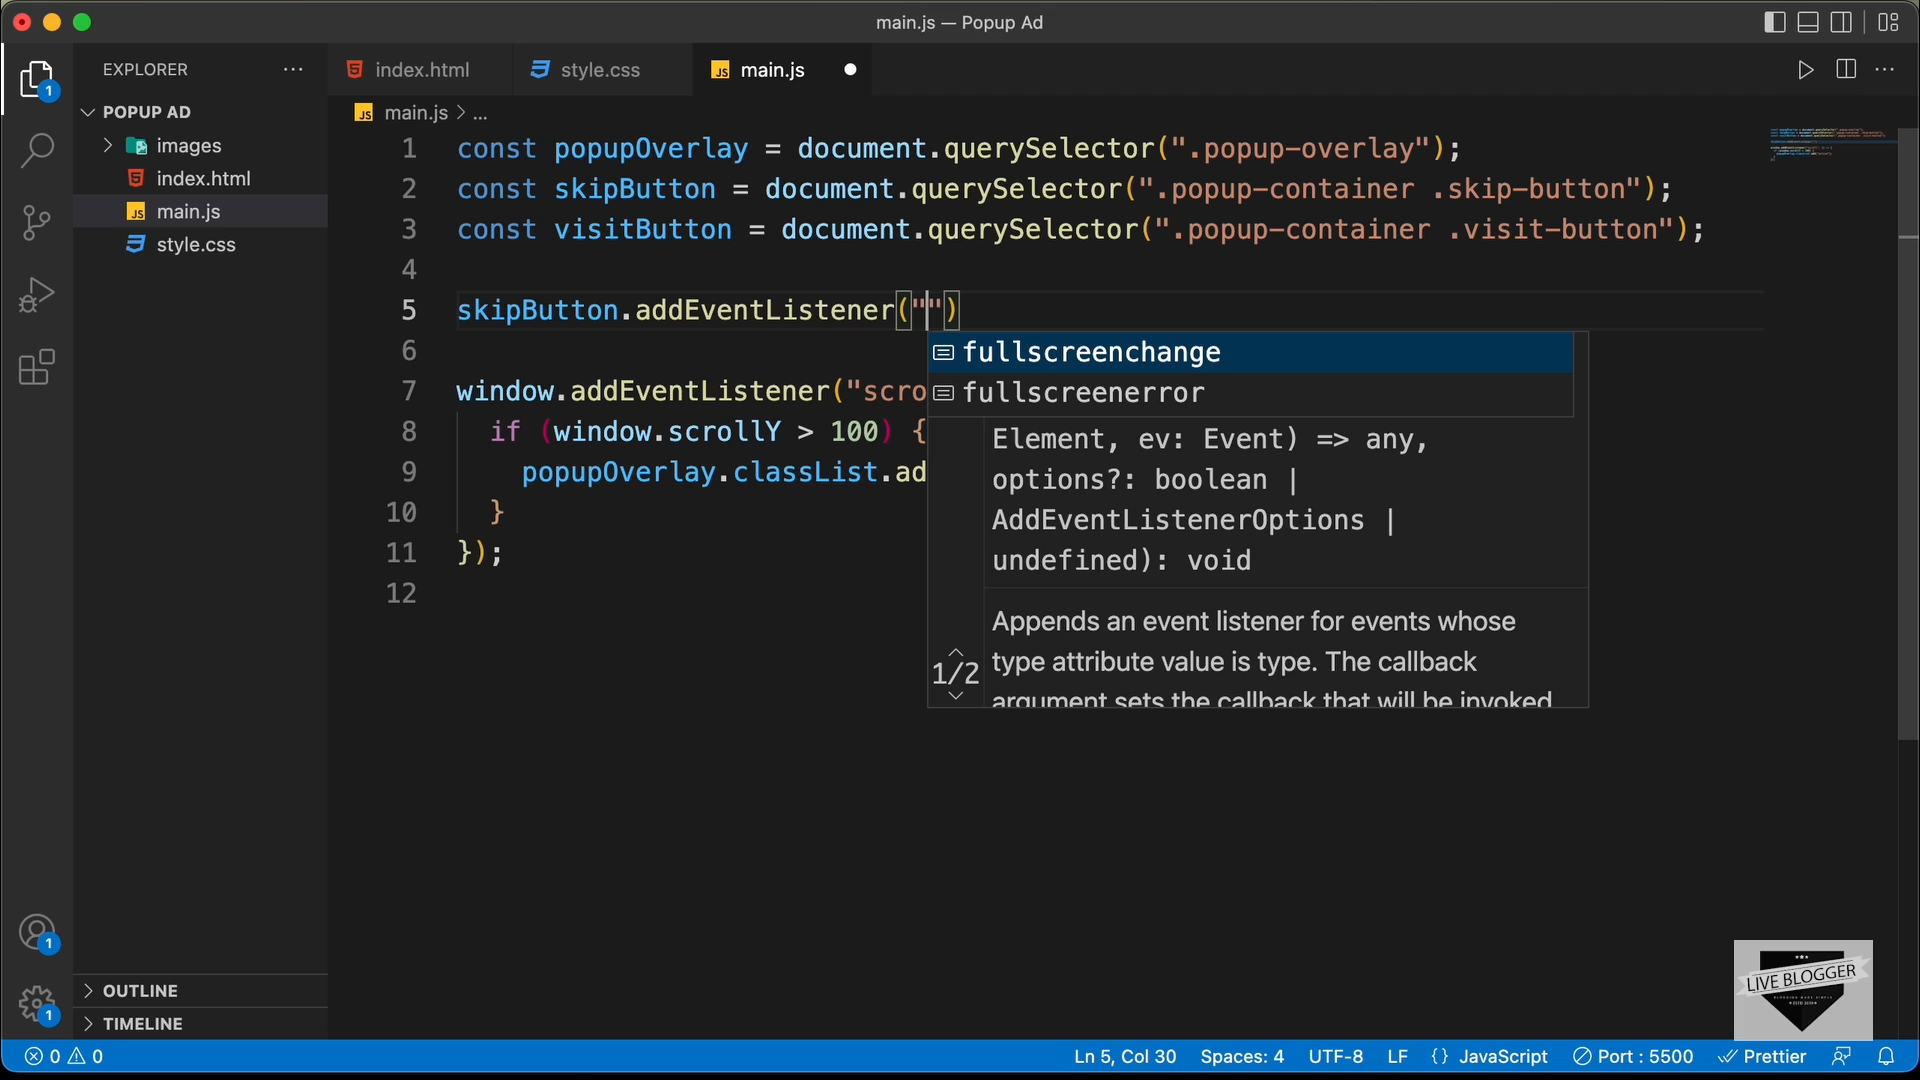 main.js — Popup Ad
EXPLORER
index.html
style.css
JS main.js
1
POPUP AD
JS main.js > ...
images
index.html
JS main.js
style.css
1 const popupOverlay = document.querySelector(".popup-overlay");
2 const skipButton = document.querySelector(".popup-container .skip-button");
3 const visitButton = document.querySelector(".popup-container .visit-button");
4
5 skipButton.addEventListener("")
6
fullscreenchange
fullscreenerror
7 window.addEventListener("scro
8 if (window.scrollY > 100) {
9 popupOverlay.classList.ad
10 }
11 });
12
Element, ev: Event) => any,
options?: boolean |
AddEventListenerOptions |
undefined): void
Appends an event listener for events whose
type attribute value is type. The callback
argument sets the callback that will be invoked
1/2
1
1
OUTLINE
TIMELINE
LIVE BLOGGER
0 0
Ln 5, Col 30
Spaces: 4
UTF-8
LF
{} JavaScript
Port : 5500
Prettier